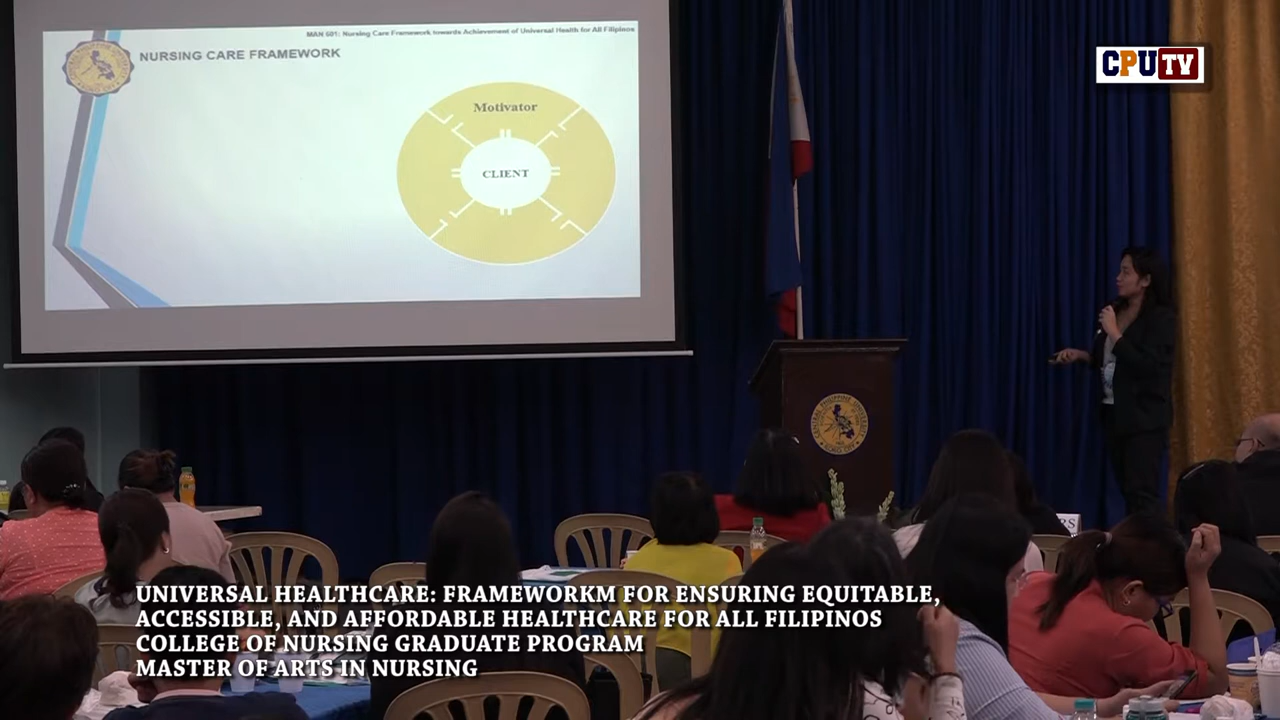 MAN 601: Nursing Care Framework towards Achievement of Universal Health for All Filipinos
NURSING CARE FRAMEWORK
Motivator
CLIENT
CPUTV
UNIVERSAL HEALTHCARE: FRAMEWORKM FOR ENSURING EQUITABLE,
ACCESSIBLE, AND AFFORDABLE HEALTHCARE FOR ALL FILIPINOS
COLLEGE OF NURSING GRADUATE PROGRAM
MASTER OF ARTS IN NURSING